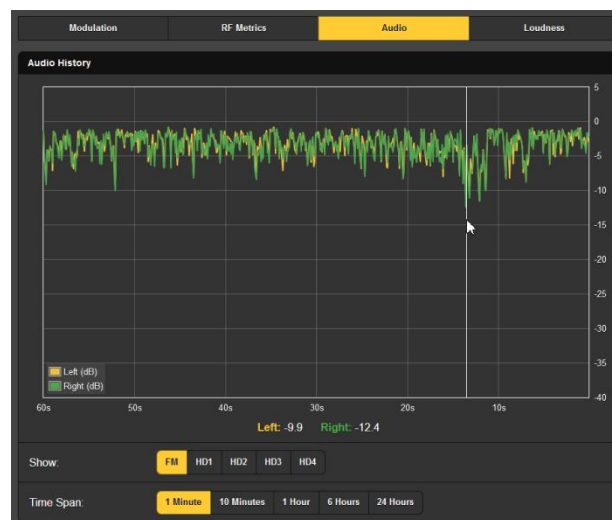 Modulation RF Metrics Audio Loudness
Audio History
5
0
-5
-10
-15
-20
-25
-30
-35
-40
Left (dB)
Right (dB)
60s 50s 40s 30s 20s 10s
Left: -9.9 Right: -12.4
Show: FM HD1 HD2 HD3 HD4
Time Span: 1 Minute 10 Minutes 1 Hour 6 Hours 24 Hours